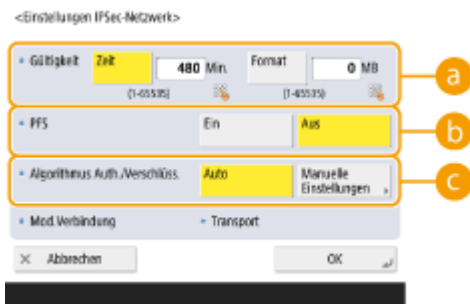 <Einstellungen IPSec-Netzwerk>
• Gültigkeit Zeit 480 Min. Format 0 MB
(1-65535) (1-65535)
a
• PFS Ein Aus
b
• Algorithmus Auth./Verschlüss. Auto Manuelle Einstellungen
c
• Mod.Verbindung ▸ Transport
× Abbrechen OK